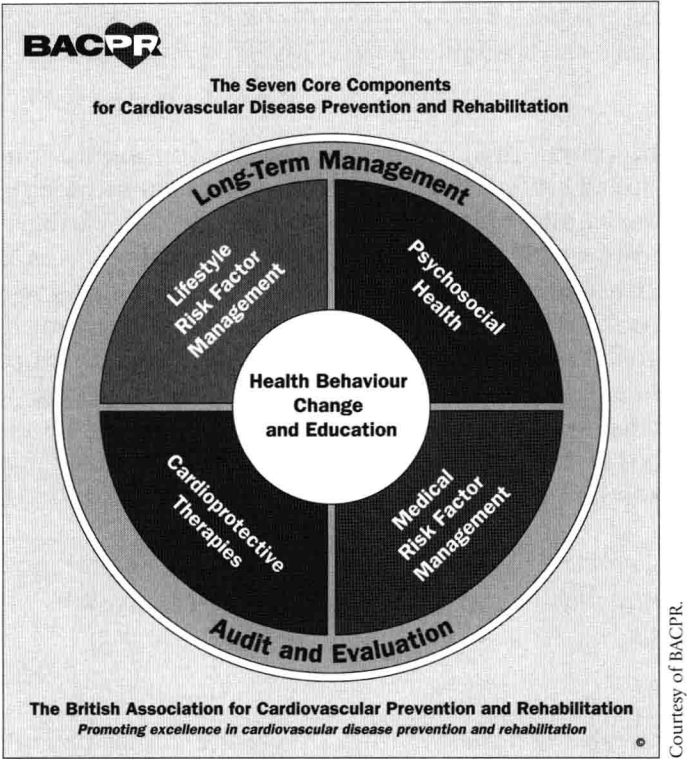 BACPR
The Seven Core Components
for Cardiovascular Disease Prevention and Rehabilitation
Long-Term Management
Lifestyle
Risk Factor
Management
Psychosocial
Health
Health Behaviour
Change
and Education
Cardioprotective
Therapies
Medical
Risk Factor
Management
Audit and Evaluation
The British Association for Cardiovascular Prevention and Rehabilitation
Promoting excellence in cardiovascular disease prevention and rehabilitation
©
Courtesy of BACPR.